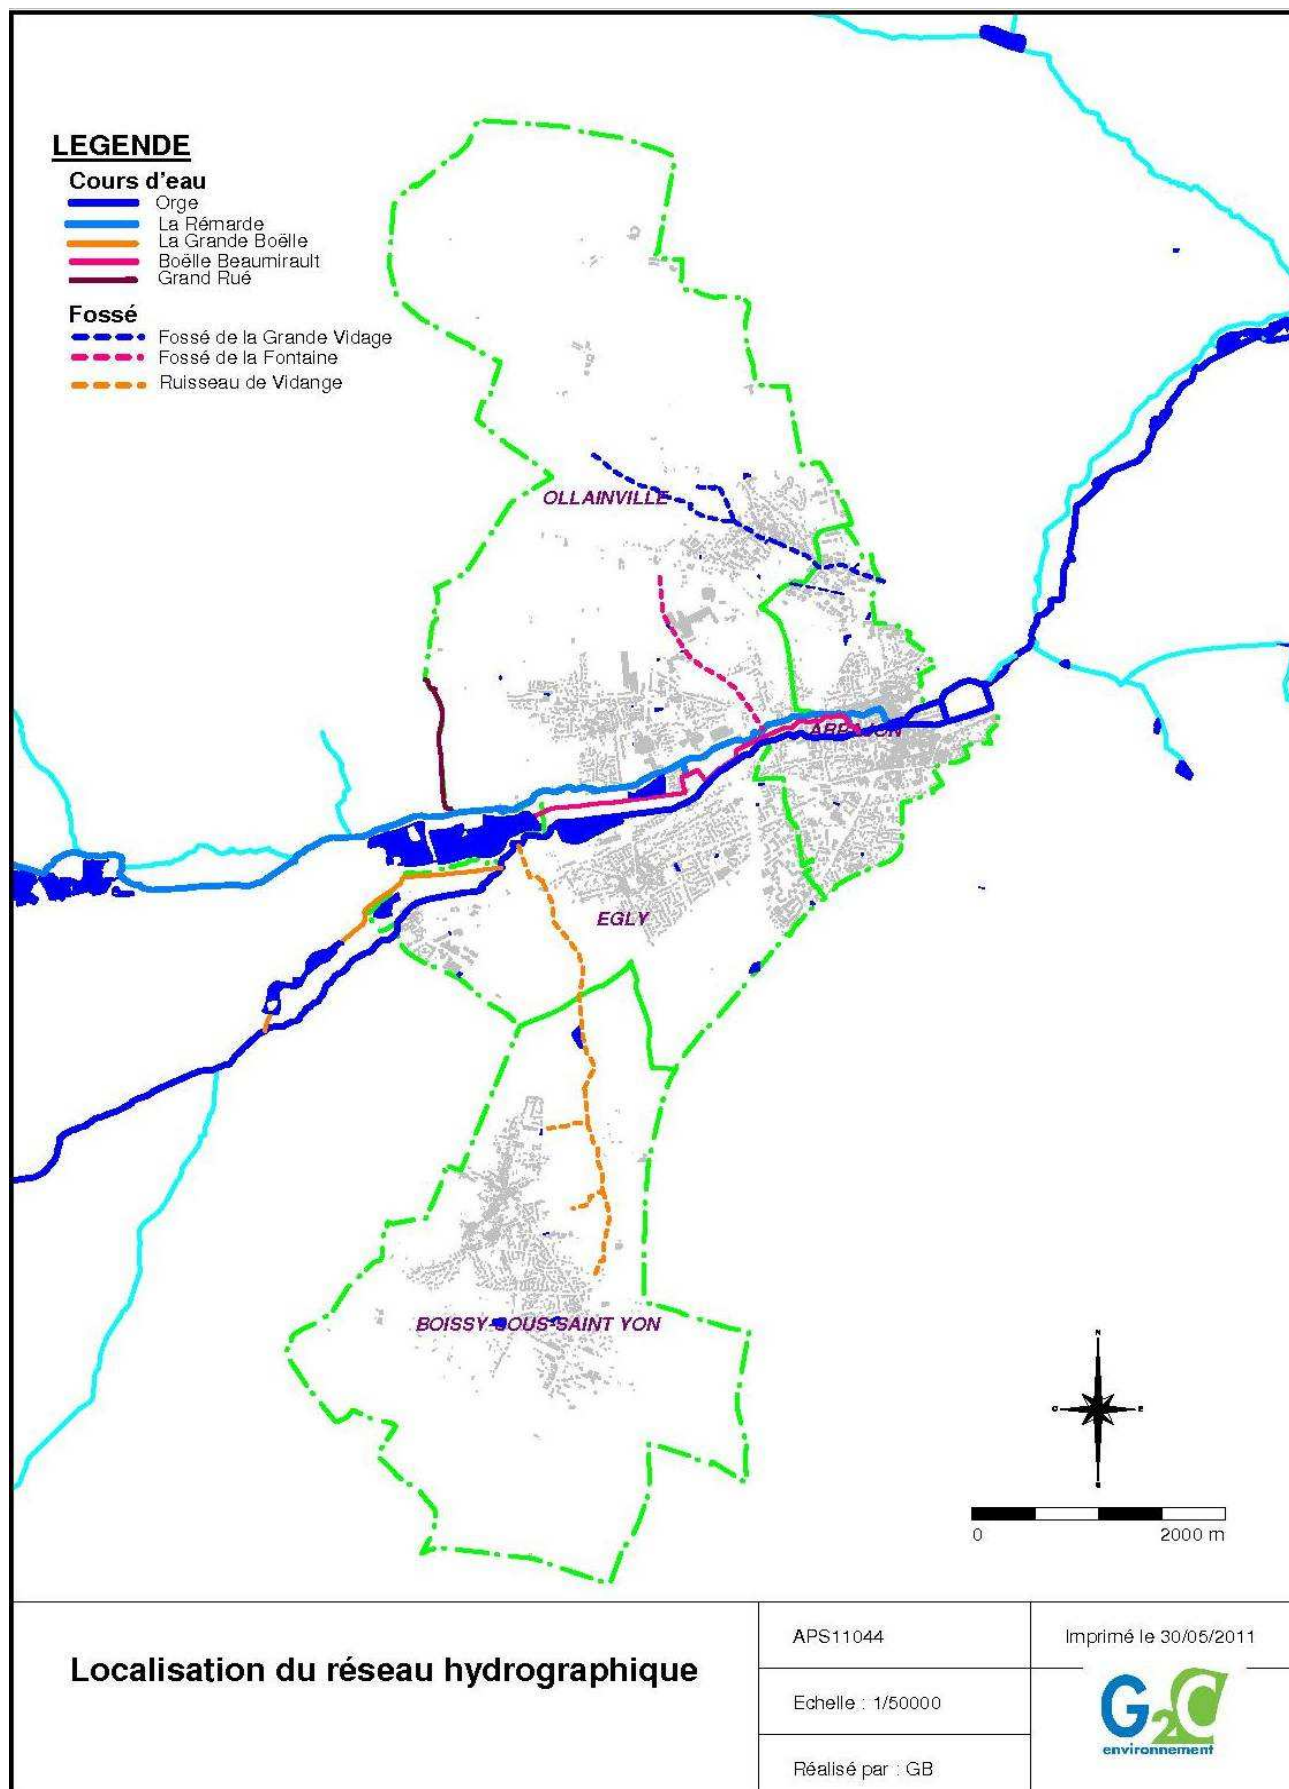 LEGENDE
Cours d'eau
Orge
La Rémarde
La Grande Boëlle
Boëlle Beaumirault
Grand Rué
Fossé
Fossé de la Grande Vidage
Fossé de la Fontaine
Ruisseau de Vidange
OLLAINVILLE
ARPAJON
EGLY
BOISSY-SOUS-SAINT YON
N
O
E
S
0
2000 m
Localisation du réseau hydrographique
APS11044
Imprimé le 30/05/2011
Echelle : 1/50000
Réalisé par : GB
G2C
environnement